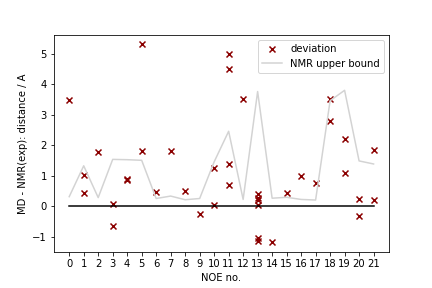 deviation
NMR upper bound
MD - NMR(exp): distance / A
5
4
3
2
1
0
−1
0 1 2 3 4 5 6 7 8 9 10 11 12 13 14 15 16 17 18 19 20 21
NOE no.